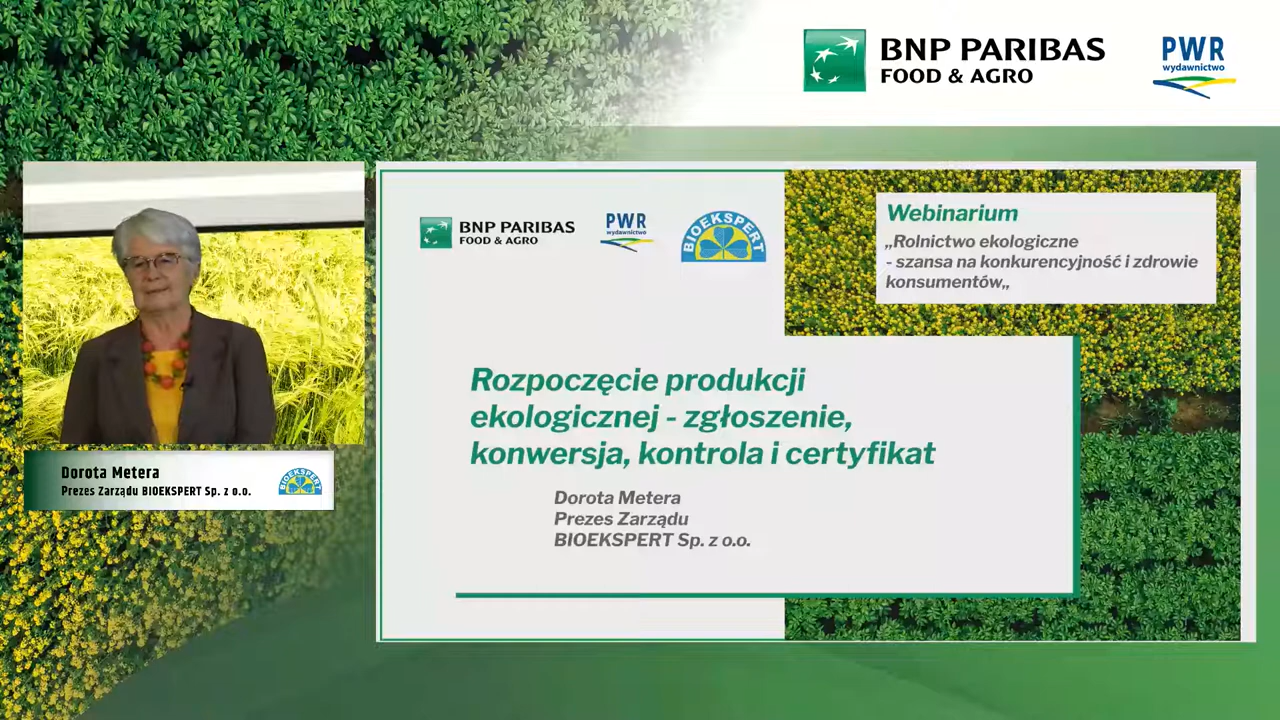 BNP PARIBAS
FOOD & AGRO
PWR
wydawnictwo
BNP PARIBAS
FOOD & AGRO
PWR
wydawnictwo
BIOEKSPERT
Webinarium
„Rolnictwo ekologiczne
- szansa na konkurencyjność i zdrowie
konsumentów„
Rozpoczęcie produkcji
ekologicznej - zgłoszenie,
konwersja, kontrola i certyfikat
Dorota Metera
Prezes Zarządu
BIOEKSPERT Sp. z o.o.
Dorota Metera
Prezes Zarządu BIOEKSPERT Sp. z o.o.
BIOEKSPERT